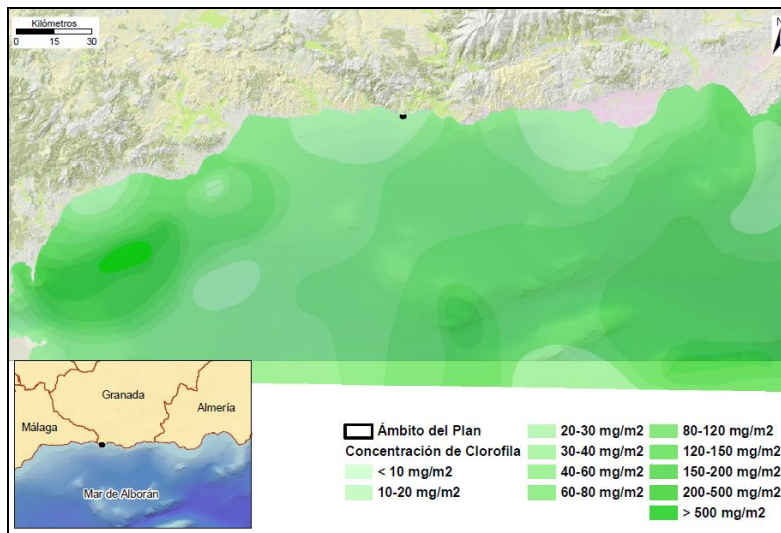 Kilómetros
0 15 30
N
Granada
Almería
Málaga
Mar de Alborán
Ámbito del Plan
Concentración de Clorofila
< 10 mg/m2
10-20 mg/m2
20-30 mg/m2
30-40 mg/m2
40-60 mg/m2
60-80 mg/m2
80-120 mg/m2
120-150 mg/m2
150-200 mg/m2
200-500 mg/m2
> 500 mg/m2